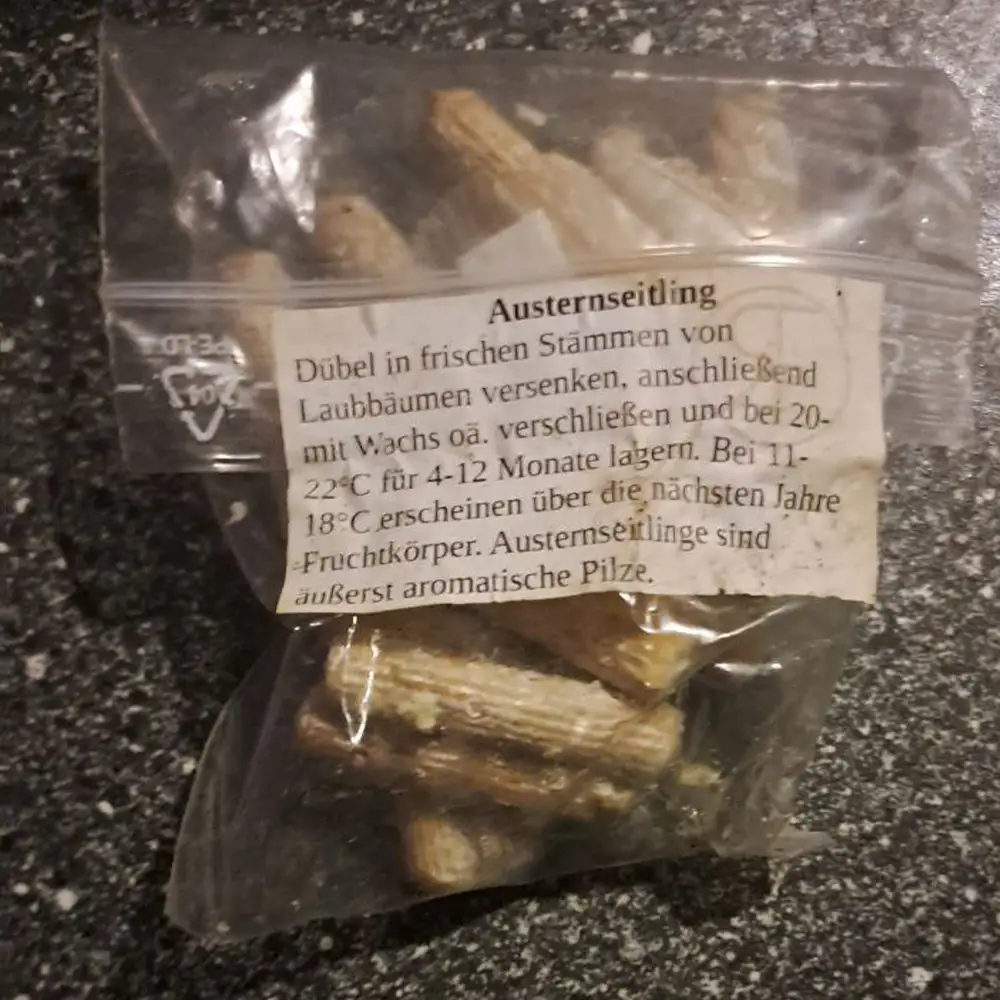 Austernseitling
Dübel in frischen Stämmen von
Laubbäumen versenken, anschließend
mit Wachs oä. verschließen und bei 20-
22°C für 4-12 Monate lagern. Bei 11-
18°C erscheinen über die nächsten Jahre
Fruchtkörper. Austernseitlinge sind
äußerst aromatische Pilze.
PE-LD
04